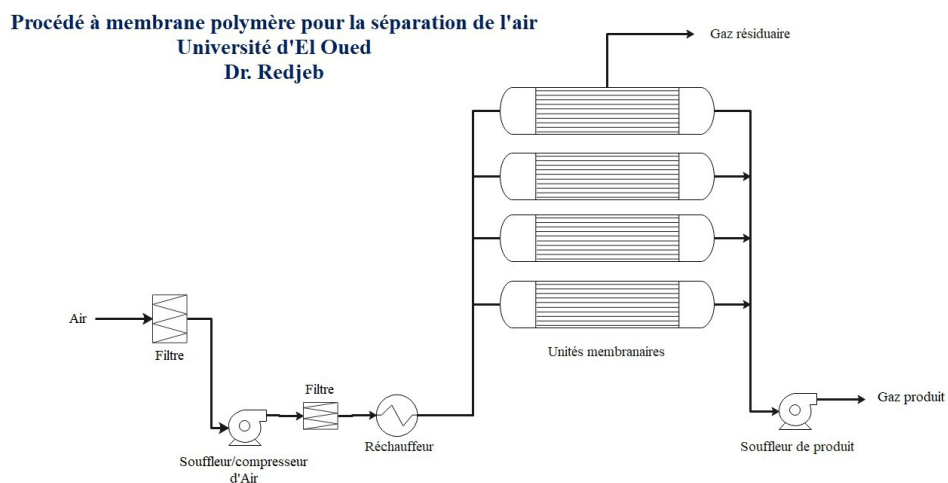 Procédé à membrane polymère pour la séparation de l'air
Université d'El Oued
Dr. Redjeb
Gaz résiduaire
Air
Filtre
Unités membranaires
Filtre
Gaz produit
Réchauffeur
Souffleur de produit
Souffleur/compresseur
d'Air